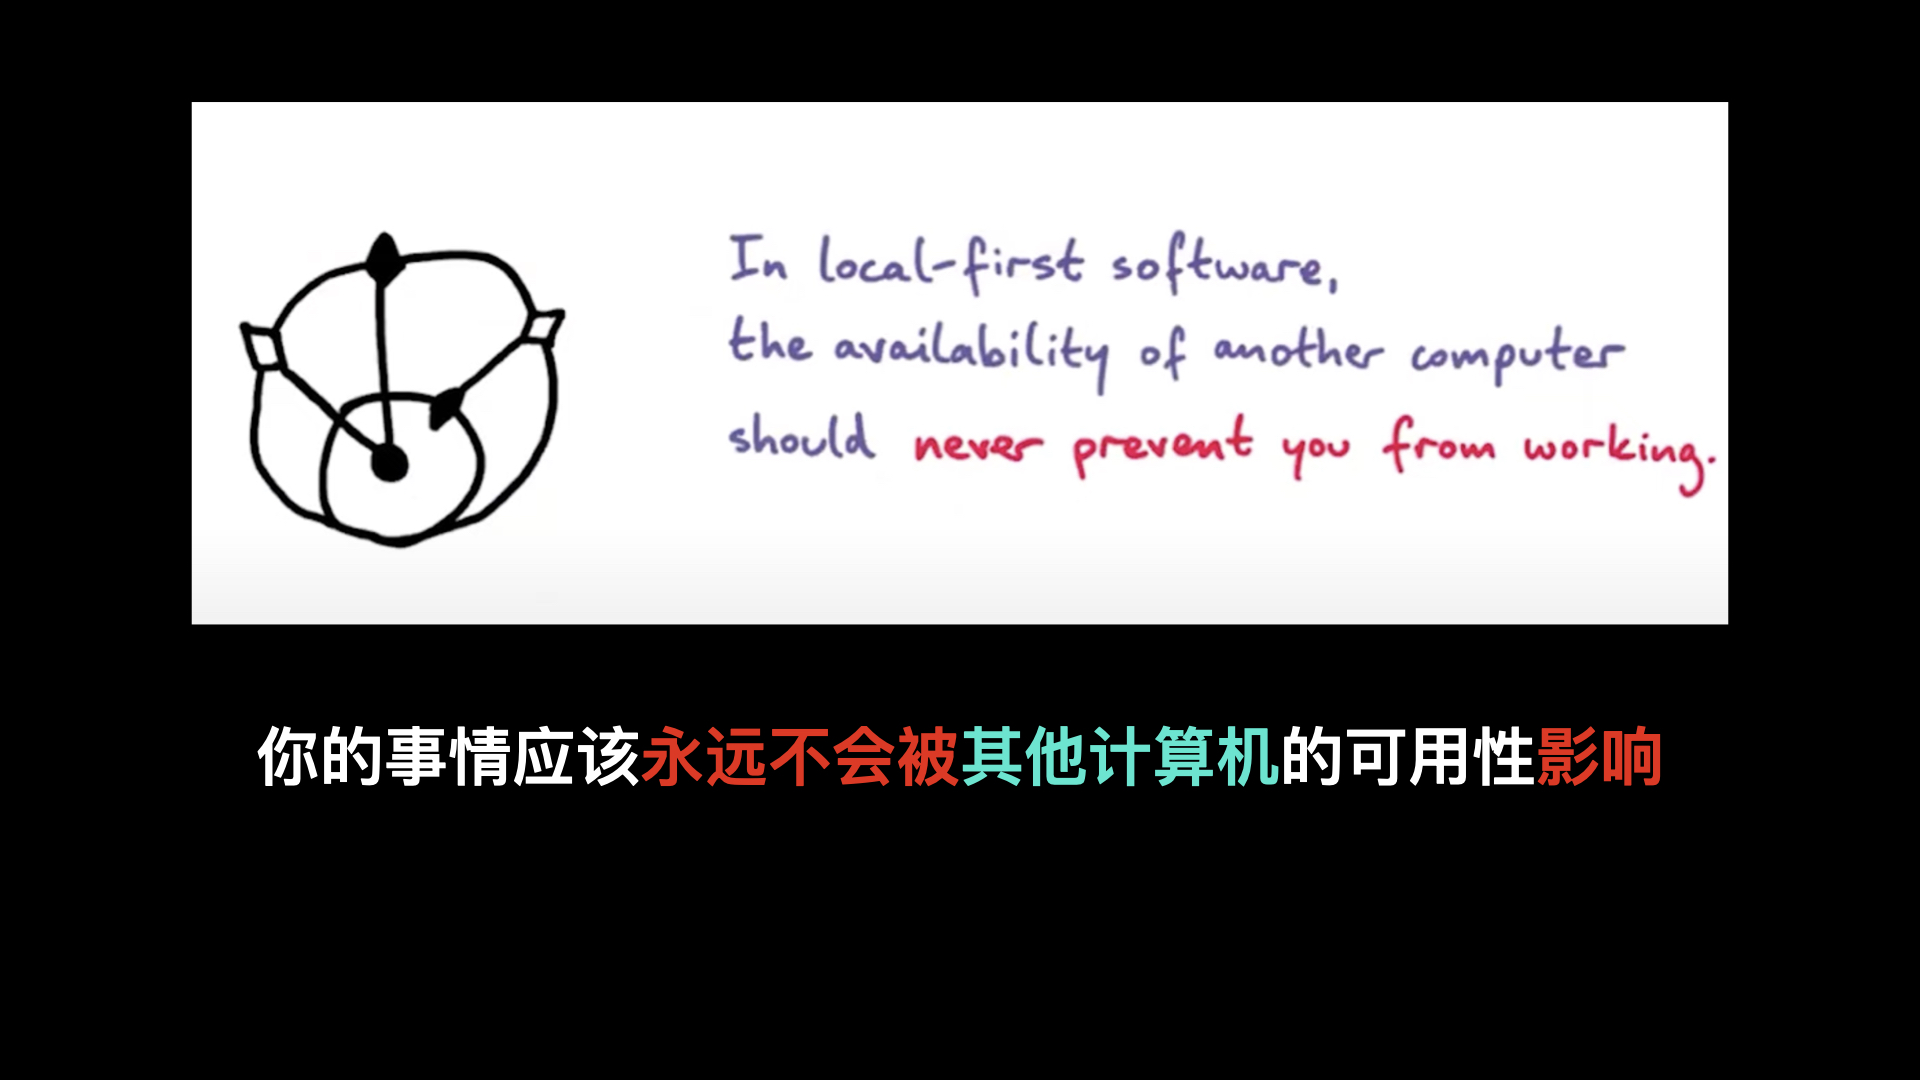 In local-first software,
the availability of another computer
should never prevent you from working.
你的事情应该永远不会被其他计算机的可用性影响